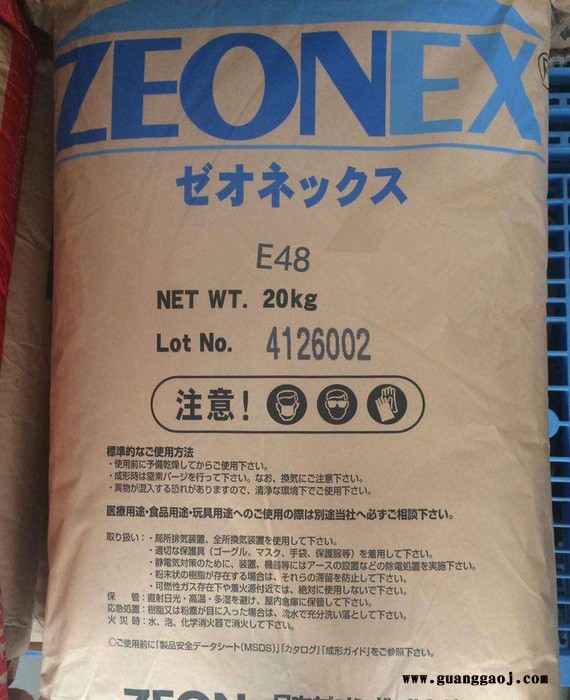 ZEONEX
ゼオネックス
E48
NET WT. 20kg
Lot No. 4126002
注意!
標準的なご使用方法
・使用前に予備乾燥してからご使用下さい。
・成形時は窒素パージを行って下さい。なお、換気にご注意下さい。
・異物が混入する恐れがありますので、清浄な環境下でご使用下さい。
医療用途・食品用途・玩具用途へのご使用の際は別途当社へ必ずご相談下さい。
取り扱い:・局所排気装置、全所換気装置を使用して下さい。
・適切な保護具(ゴーグル、マスク、手袋、保護服等)を着用して下さい。
・静電気対策のために、装置、機器等にはアースの設置などの除電処置を実施下さい。
・粉末状の樹脂が存在する場合は、それらの滞留を防止して下さい。
・可燃性ガス存在下や着火源付近では、絶対に使用しないで下さい。
保 管:直射日光・高温・多湿を避け、屋内倉庫に保管して下さい。
応急処置:樹脂又は粉塵が目に入った場合は、流水で充分洗い落として下さい。
火 災 時:水、泡、化学消火器で消火して下さい。
○ご使用前に「製品安全データシート(MSDS)」「カタログ」「成形ガイド」をご参照下さい。
ZEON
www.guanggaoj.com